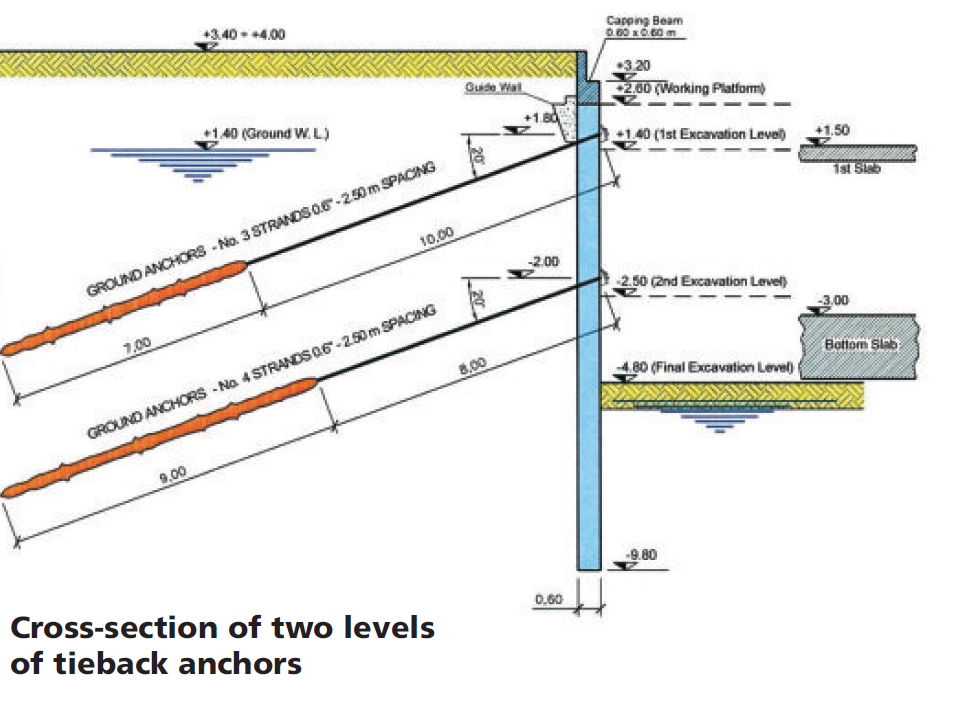 +3.40 ÷ +4.00
Capping Beam
0.60 x 0.60 m
+3.20
+2.60 (Working Platform)
Guide Wall
+1.80
+1.40 (Ground W. L.)
+1.40 (1st Excavation Level)
+1.50
1st Slab
20°
GROUND ANCHORS - No. 3 STRANDS 0.6" - 2.50 m SPACING
10,00
7,00
-2.00
-2.50 (2nd Excavation Level)
-3.00
20°
Bottom Slab
GROUND ANCHORS - No. 4 STRANDS 0.6" - 2.50 m SPACING
8,00
-4.80 (Final Excavation Level)
9,00
-9.80
0,60
Cross-section of two levels
of tieback anchors